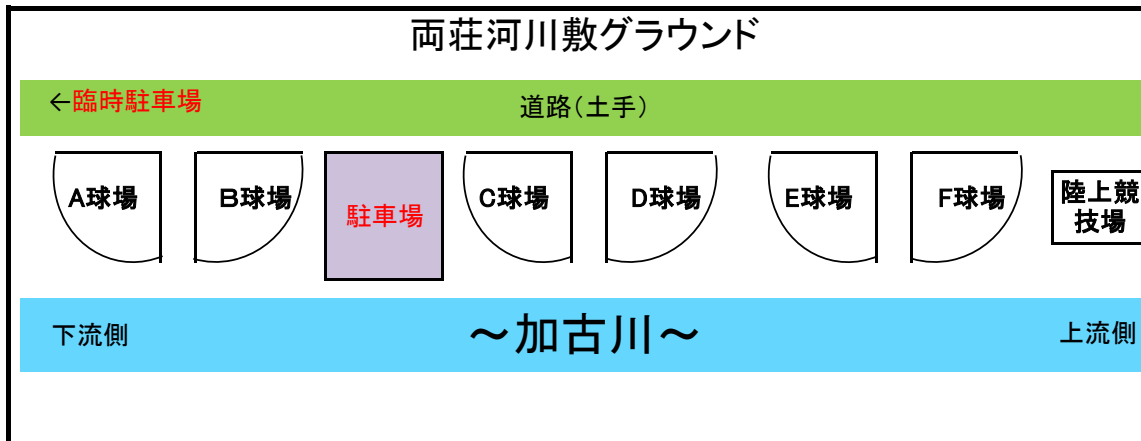 両荘河川敷グラウンド
←臨時駐車場
道路(土手)
A球場
B球場
駐車場
C球場
D球場
E球場
F球場
陸上競
技場
下流側
～加古川～
上流側